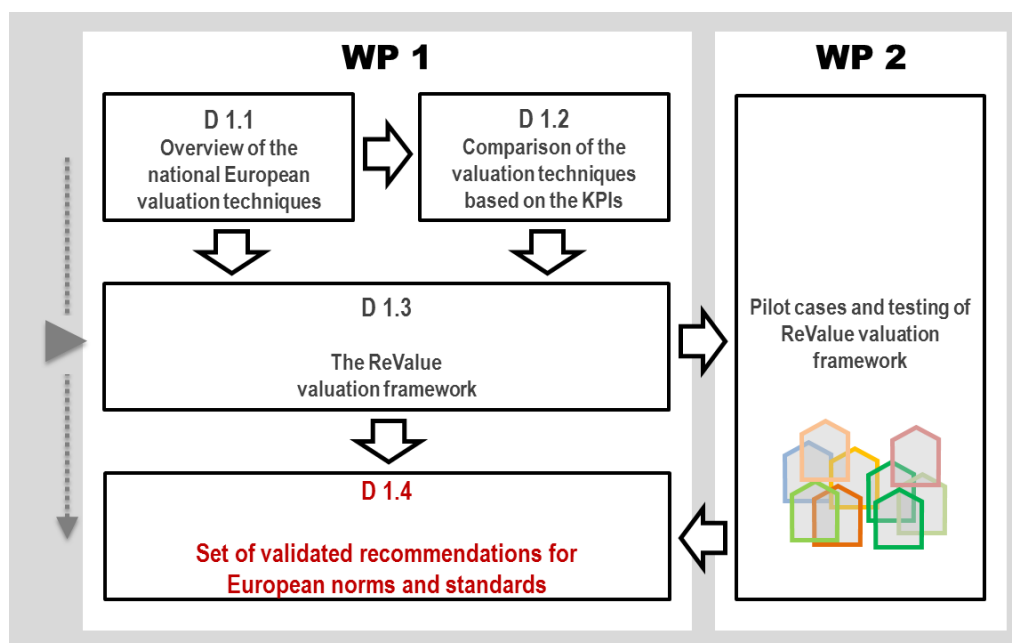 WP 1
D 1.1
Overview of the
national European
valuation techniques
D 1.2
Comparison of the
valuation techniques
based on the KPIs
D 1.3
The ReValue
valuation framework
D 1.4
Set of validated recommendations for
European norms and standards
WP 2
Pilot cases and testing of
ReValue valuation
framework